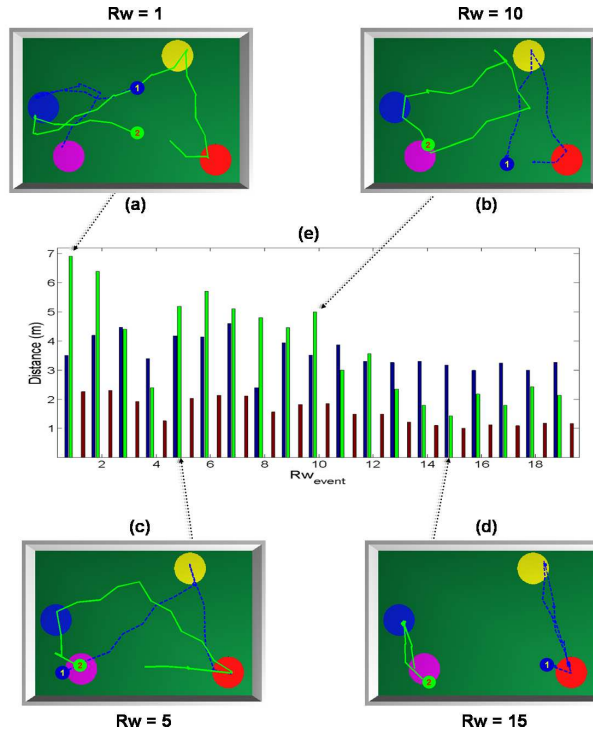 Rw = 1
Rw = 10
1
2
2
1
(a)
(b)
(e)
7
6
5
4
3
2
1
Distance (m)
2 4 6 8 10 12 14 16 18
Rw_event
(c)
(d)
1
2
1
2
Rw = 5
Rw = 15